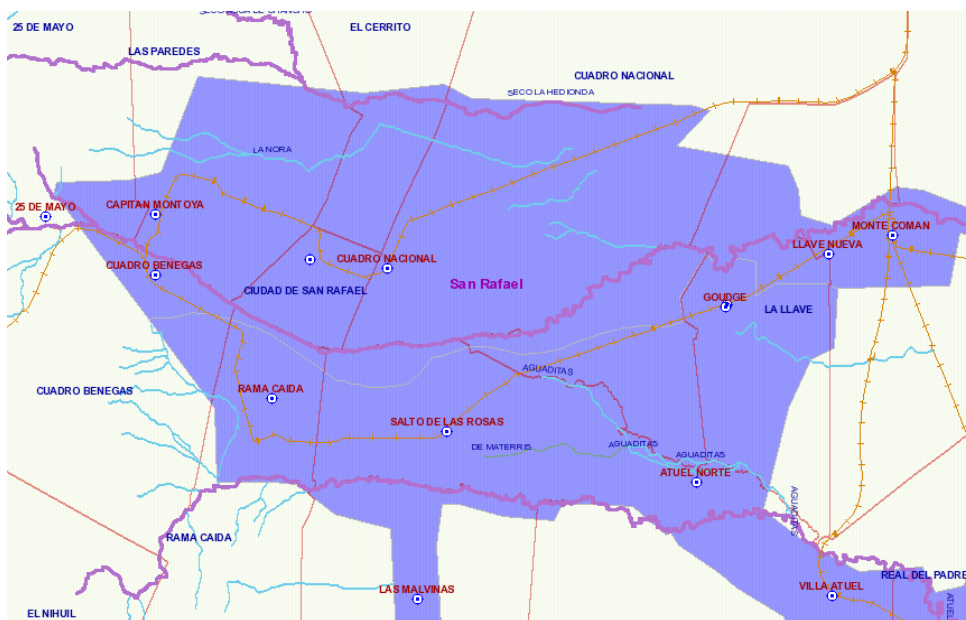 25 DE MAYO
EL CERRITO
LAS PAREDES
CUADRO NACIONAL
SECO LA HEDIONDA
LA NORA
25 DE MAYO
CAPITAN MONTOYA
MONTE COMAN
LLAVE NUEVA
CUADRO BENEGAS
CUADRO NACIONAL
CIUDAD DE SAN RAFAEL
San Rafael
GOUDGE
LA LLAVE
AGUADITAS
CUADRO BENEGAS
RAMA CAIDA
SALTO DE LAS ROSAS
DE MATERRIS
AGUADITAS
AGUADITAS
ATUEL NORTE
AGUADITAS
RAMA CAIDA
REAL DEL PADRE
LAS MALVINAS
VILLA ATUEL
ATUEL
EL NIHUIL